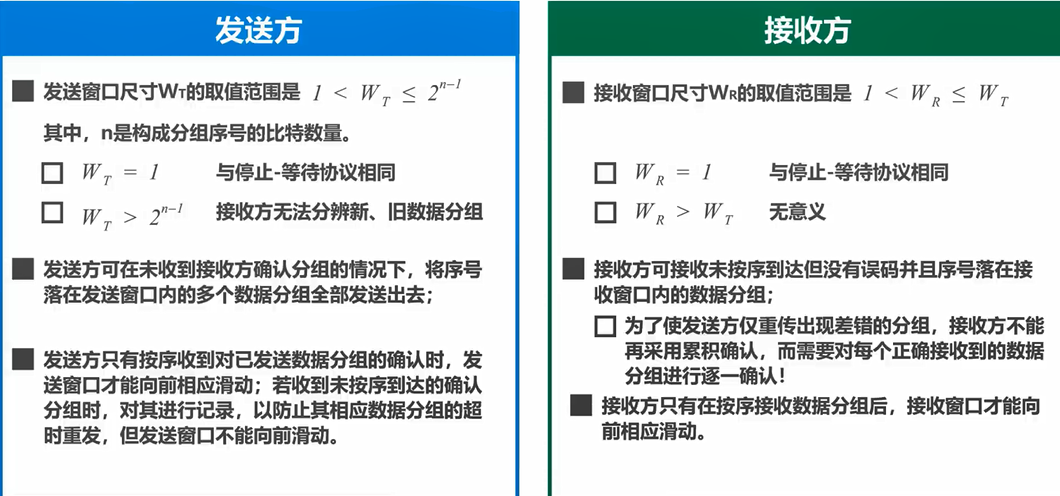 发送方
发送窗口尺寸WT的取值范围是 1 < W_T ≤ 2^{n-1}
其中，n是构成分组序号的比特数量。
W_T = 1 与停止-等待协议相同
W_T > 2^{n-1} 接收方无法分辨新、旧数据分组
发送方可在未收到接收方确认分组的情况下，将序号
落在发送窗口内的多个数据分组全部发送出去；
发送方只有按序收到对已发送数据分组的确认时，发
送窗口才能向前相应滑动；若收到未按序到达的确认
分组时，对其进行记录，以防止其相应数据分组的超
时重发，但发送窗口不能向前滑动。
接收方
接收窗口尺寸WR的取值范围是 1 < W_R ≤ W_T
W_R = 1 与停止-等待协议相同
W_R > W_T 无意义
接收方可接收未按序到达但没有误码并且序号落在接
收窗口内的数据分组；
为了使发送方仅重传出现差错的分组，接收方不能
再采用累积确认，而需要对每个正确接收到的数据
分组进行逐一确认！
接收方只有在按序接收数据分组后，接收窗口才能向
前相应滑动。